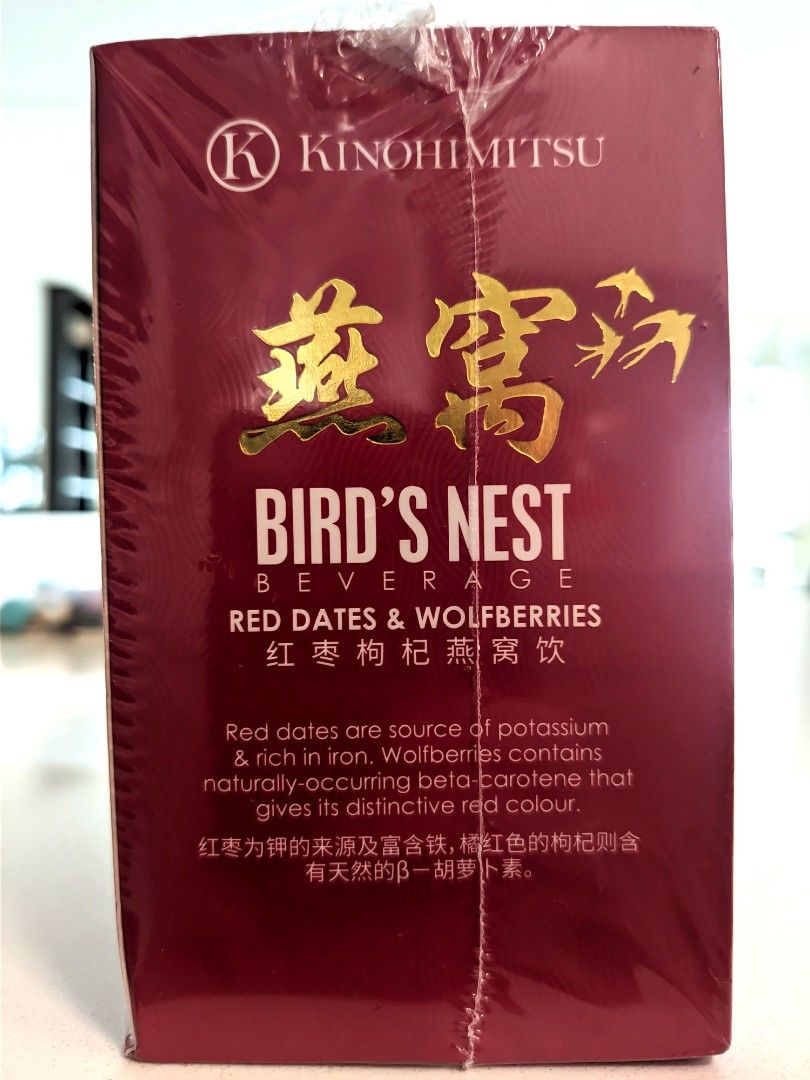 K KINOHIMITSU
燕窝
BIRD'S NEST
BEVERAGE
RED DATES & WOLFBERRIES
红枣枸杞燕窝饮
Red dates are source of potassium
& rich in iron. Wolfberries contains
naturally-occurring beta-carotene that
gives its distinctive red colour.
红枣为钾的来源及富含铁，橘红色的枸杞则含
有天然的β－胡萝卜素。